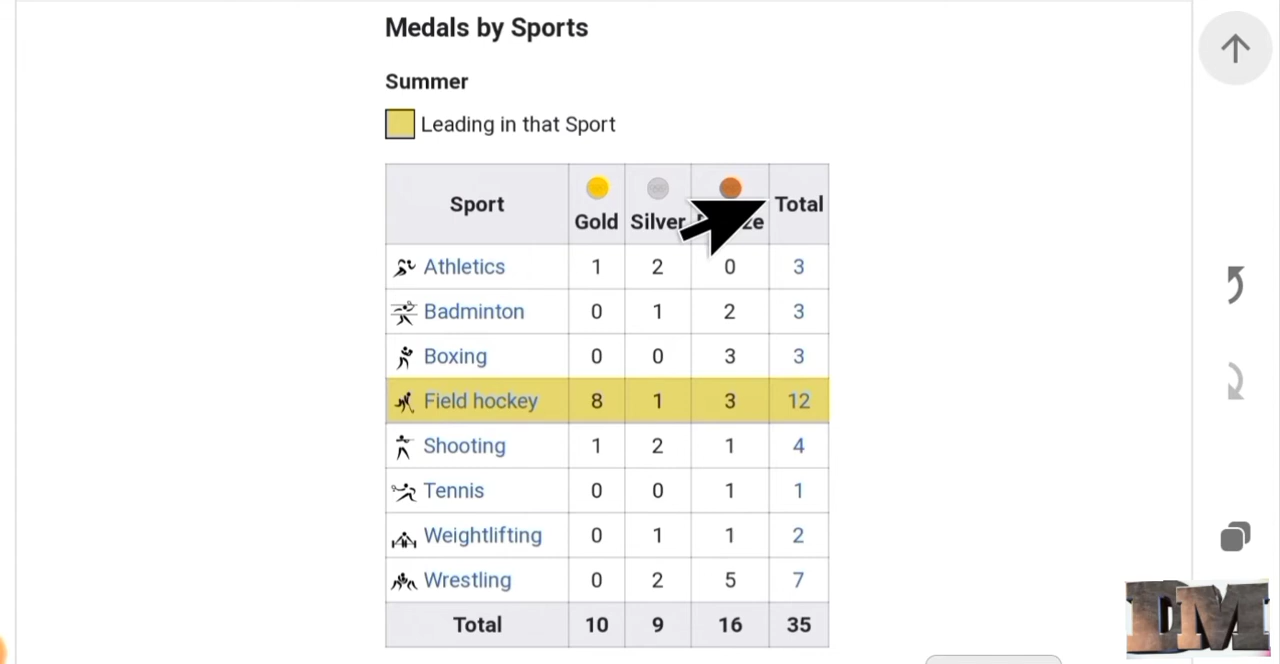 Medals by Sports
Summer
Leading in that Sport
Sport Gold Silver Total
Athletics 1 2 0 3
Badminton 0 1 2 3
Boxing 0 0 3 3
Field hockey 8 1 3 12
Shooting 1 2 1 4
Tennis 0 0 1 1
Weightlifting 0 1 1 2
Wrestling 0 2 5 7
Total 10 9 16 35
DM